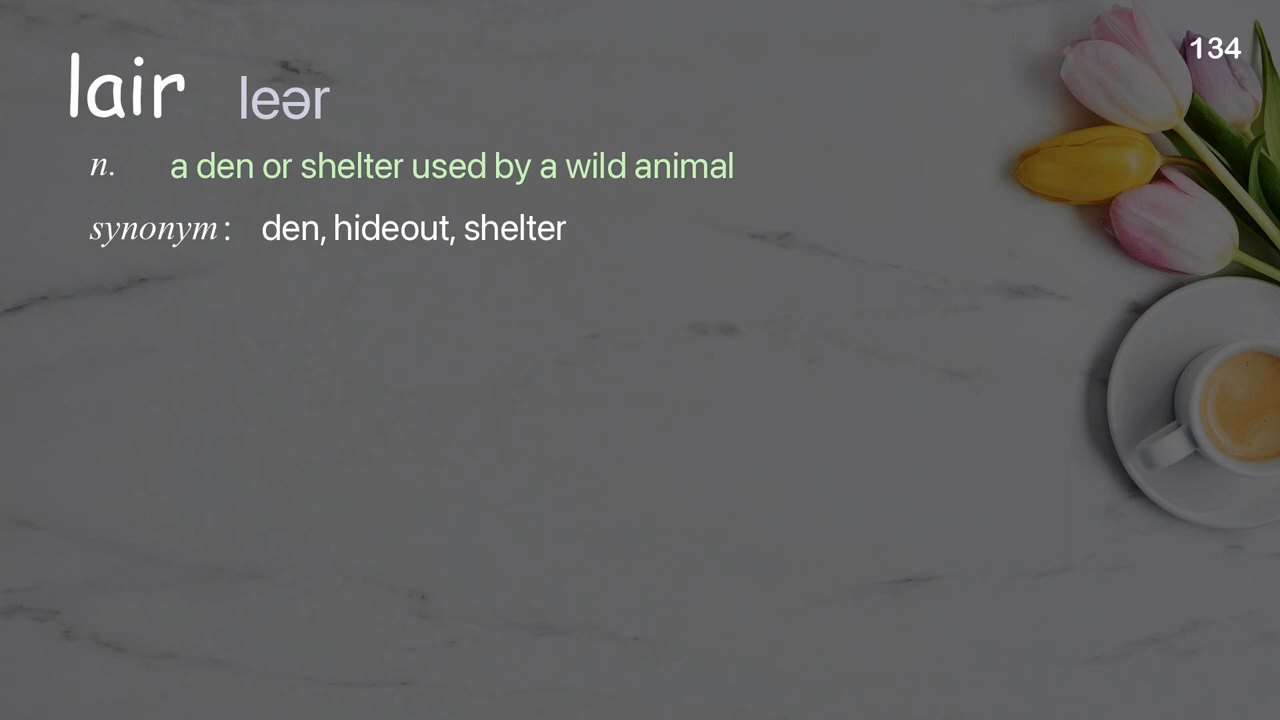 134
lair leər
n. a den or shelter used by a wild animal
synonym: den, hideout, shelter